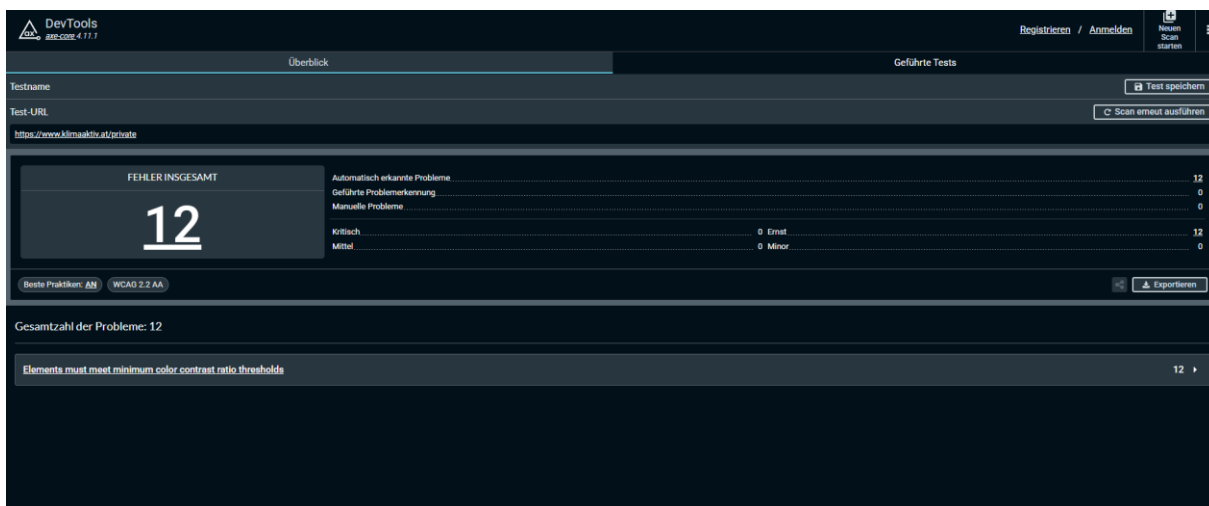 DevTools
axe-core 4.11.1
Registrieren / Anmelden
Neuen
Scan
starten
Überblick
Geführte Tests
Testname
Test speichern
Test-URL
Scan erneut ausführen
https://www.klimaaktiv.at/private
FEHLER INSGESAMT
12
Automatisch erkannte Probleme 12
Geführte Problemerkennung 0
Manuelle Probleme 0
Kritisch 0 Ernst 12
Mittel 0 Minor 0
Beste Praktiken: AN WCAG 2.2 AA
Exportieren
Gesamtzahl der Probleme: 12
Elements must meet minimum color contrast ratio thresholds 12